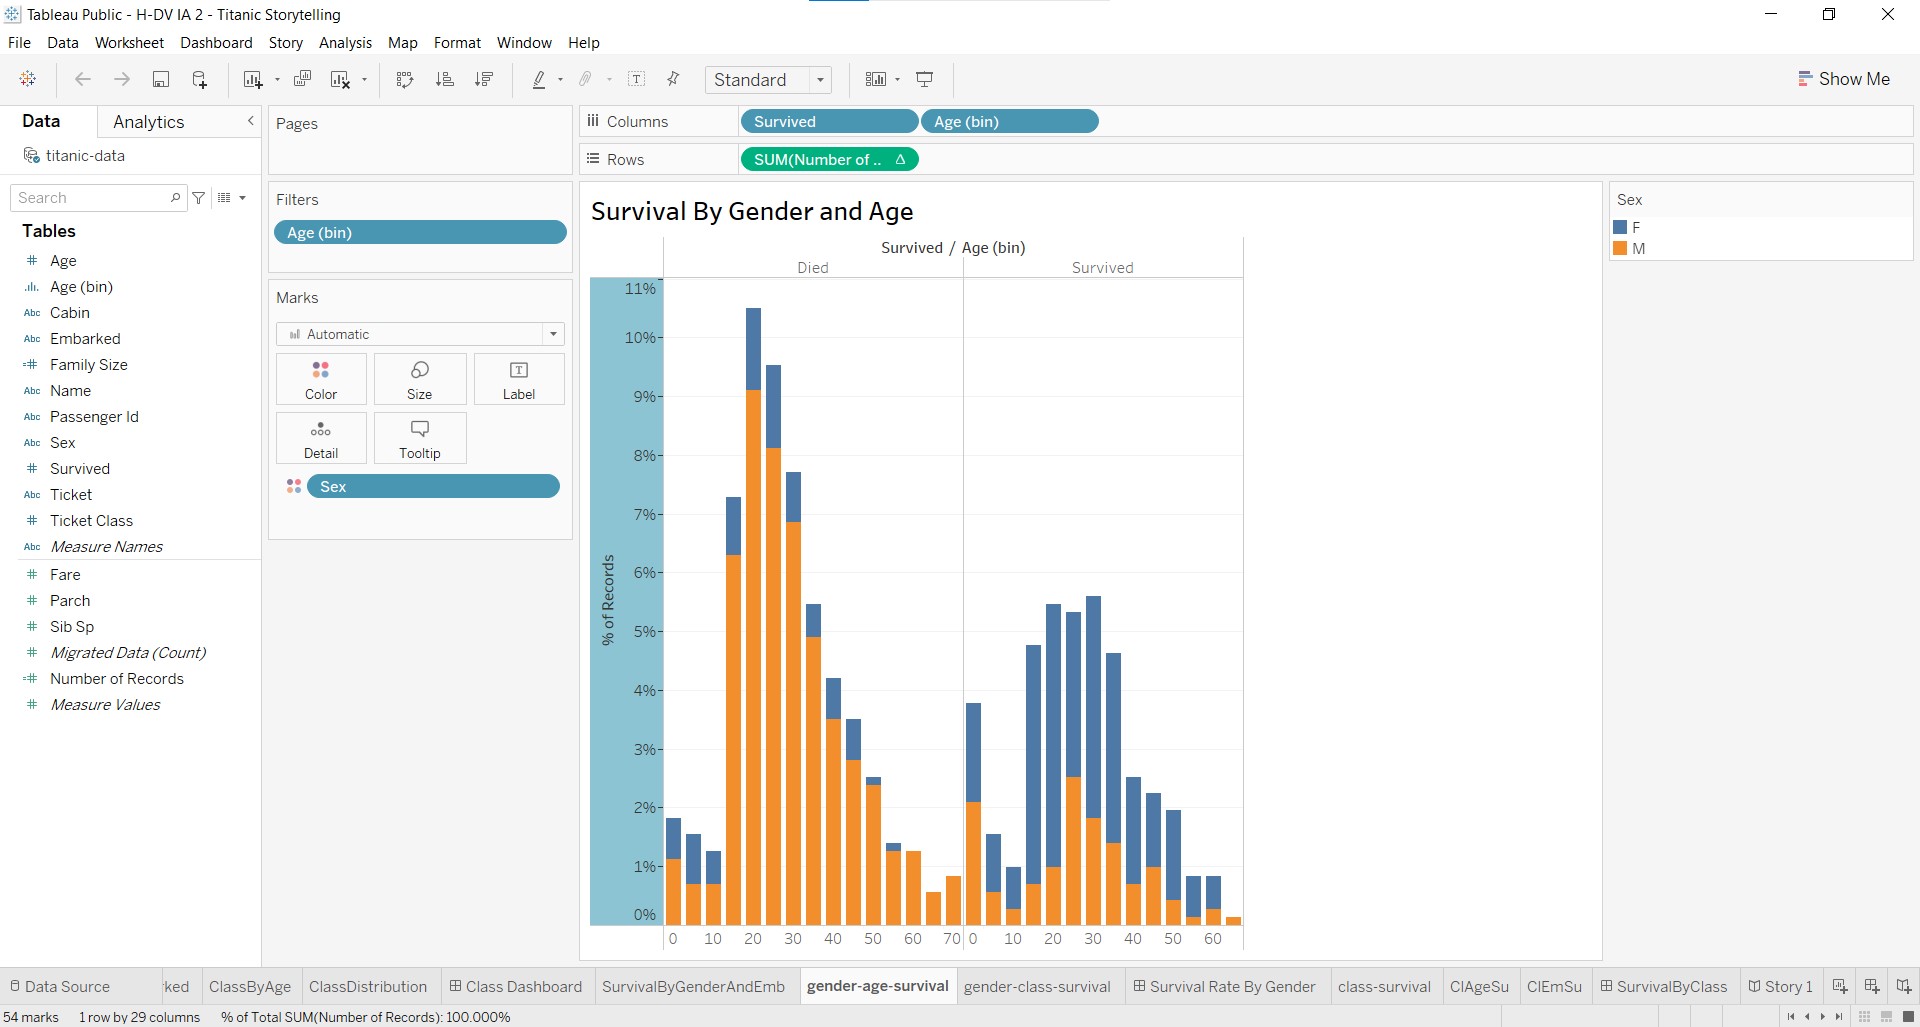 Tableau Public - H-DV IA 2 - Titanic Storytelling
File Data Worksheet Dashboard Story Analysis Map Format Window Help
Standard
Show Me
Data Analytics
titanic-data
Search
Tables
Age
Age (bin)
Abc Cabin
Abc Embarked
Family Size
Abc Name
Abc Passenger Id
Abc Sex
Survived
Abc Ticket
Ticket Class
Abc Measure Names
Fare
Parch
Sib Sp
Migrated Data (Count)
Number of Records
Measure Values
Pages
Filters
Age (bin)
Marks
Automatic
Color Size Label
Detail Tooltip
Sex
Columns Survived Age (bin)
Rows SUM(Number of .. Δ
Survival By Gender and Age
Survived / Age (bin)
Died Survived
11%
10%
9%
8%
7%
6%
5%
4%
3%
2%
1%
0%
% of Records
0 10 20 30 40 50 60 70 0 10 20 30 40 50 60
Sex
F
M
Data Source rked ClassByAge ClassDistribution Class Dashboard SurvivalByGenderAndEmb gender-age-survival gender-class-survival Survival Rate By Gender class-survival ClAgeSu ClEmSu SurvivalByClass Story 1
54 marks 1 row by 29 columns % of Total SUM(Number of Records): 100.000%